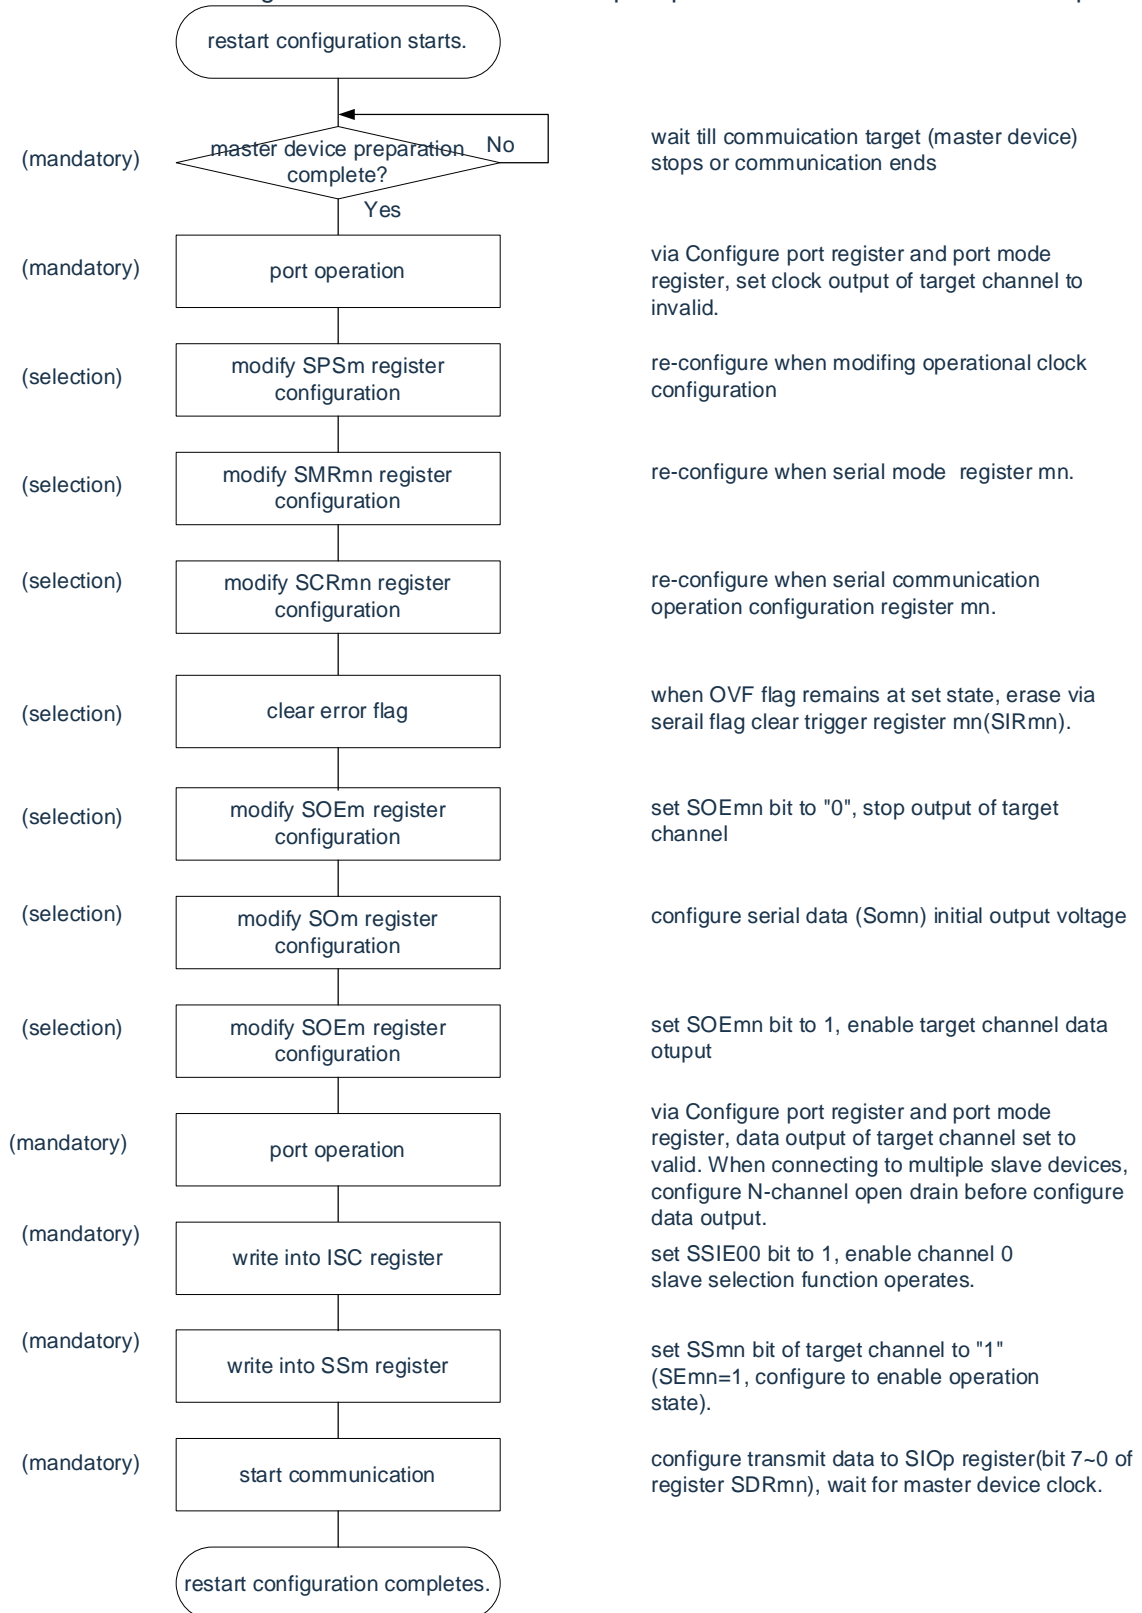 restart configuration starts.
(mandatory)
master device preparation
complete?
No
Yes
wait till commuication target (master device)
stops or communication ends
(mandatory)
port operation
via Configure port register and port mode
register, set clock output of target channel to
invalid.
(selection)
modify SPSm register
configuration
re-configure when modifing operational clock
configuration
(selection)
modify SMRmn register
configuration
re-configure when serial mode  register mn.
(selection)
modify SCRmn register
configuration
re-configure when serial communication
operation configuration register mn.
(selection)
clear error flag
when OVF flag remains at set state, erase via
serail flag clear trigger register mn(SIRmn).
(selection)
modify SOEm register
configuration
set SOEmn bit to "0", stop output of target
channel
(selection)
modify SOm register
configuration
configure serial data (Somn) initial output voltage
(selection)
modify SOEm register
configuration
set SOEmn bit to 1, enable target channel data
otuput
(mandatory)
port operation
via Configure port register and port mode
register, data output of target channel set to
valid. When connecting to multiple slave devices,
configure N-channel open drain before configure
data output.
(mandatory)
write into ISC register
set SSIE00 bit to 1, enable channel 0
slave selection function operates.
(mandatory)
write into SSm register
set SSmn bit of target channel to "1"
(SEmn=1, configure to enable operation
state).
(mandatory)
start communication
configure transmit data to SIOp register(bit 7~0 of
register SDRmn), wait for master device clock.
restart configuration completes.